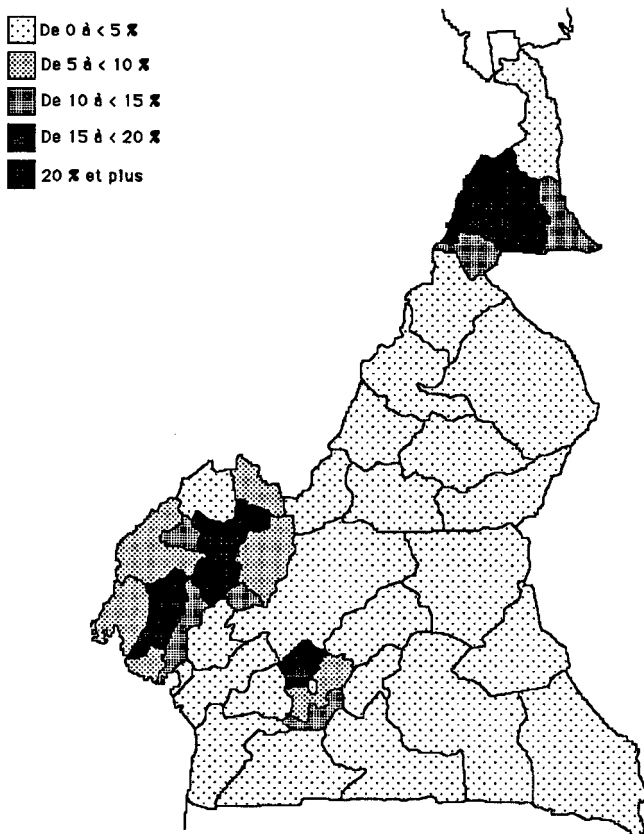 De 0 à < 5 %
De 5 à < 10 %
De 10 à < 15 %
De 15 à < 20 %
20 % et plus